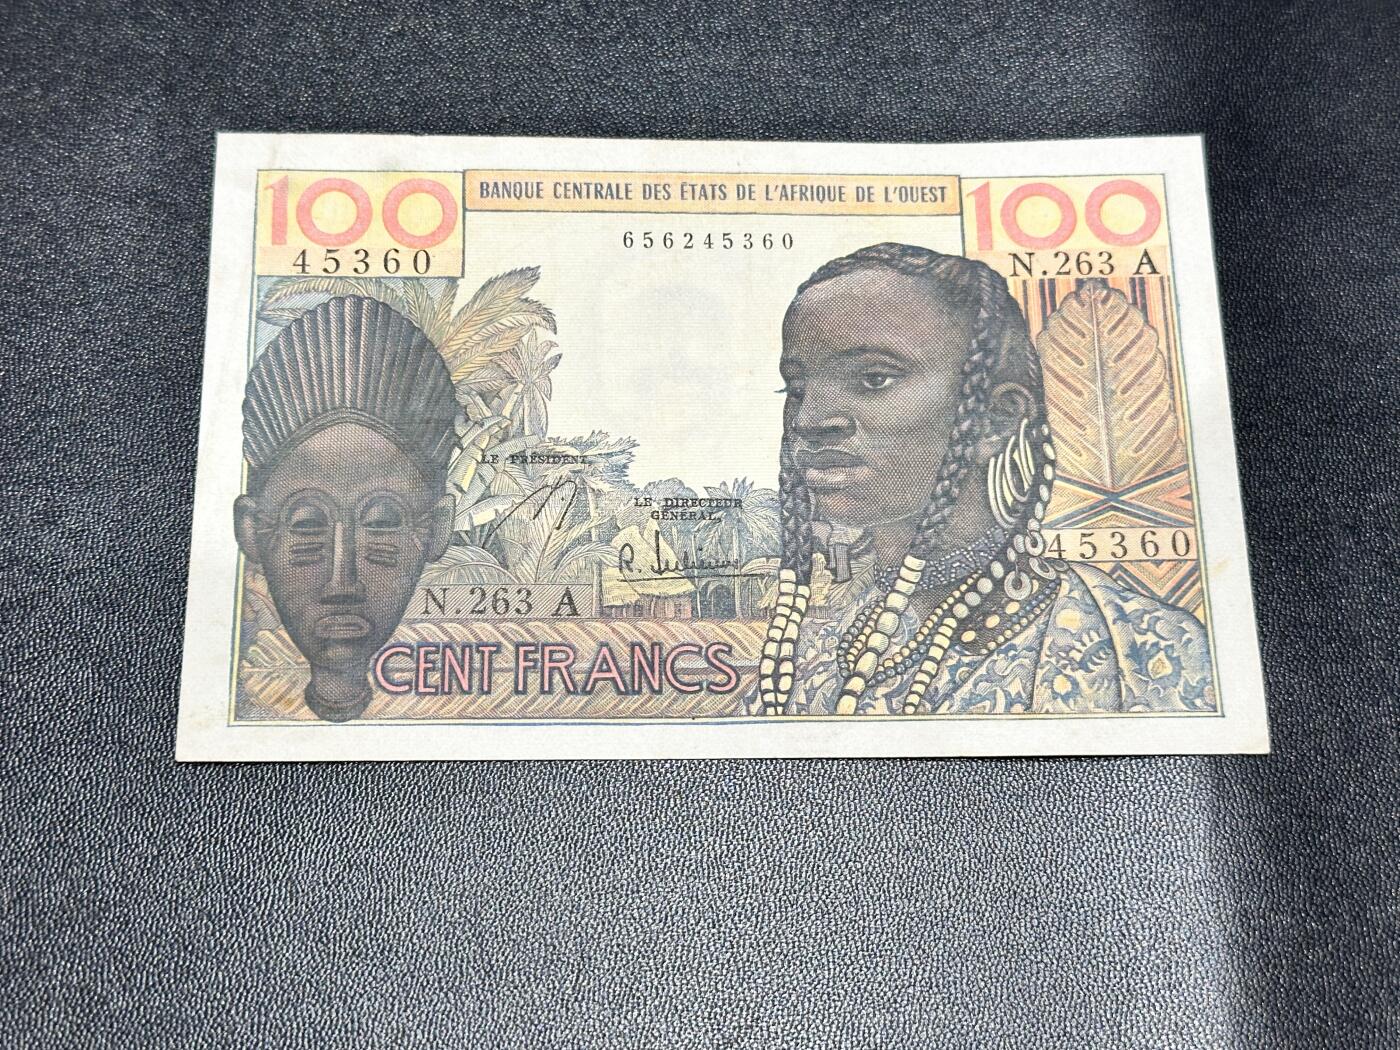 100
BANQUE CENTRALE DES ÉTATS DE L'AFRIQUE DE L'OUEST
100
45360
656245360
N.263 A
LE PRÉSIDENT,
LE DIRECTEUR
GÉNÉRAL,
45360
N.263 A
CENT FRANCS